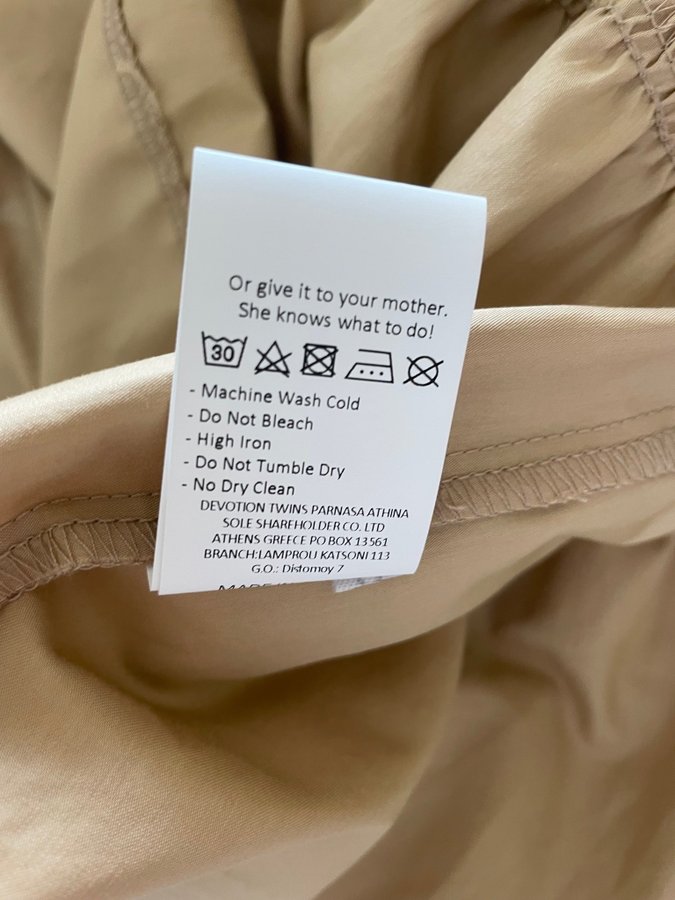 Or give it to your mother.
She knows what to do!
30
- Machine Wash Cold
- Do Not Bleach
- High Iron
- Do Not Tumble Dry
- No Dry Clean
DEVOTION TWINS PARNASA ATHINA
SOLE SHAREHOLDER CO. LTD
ATHENS GREECE PO BOX 13561
BRANCH:LAMPROU KATSONI 113
G.O.: Distomoy 7